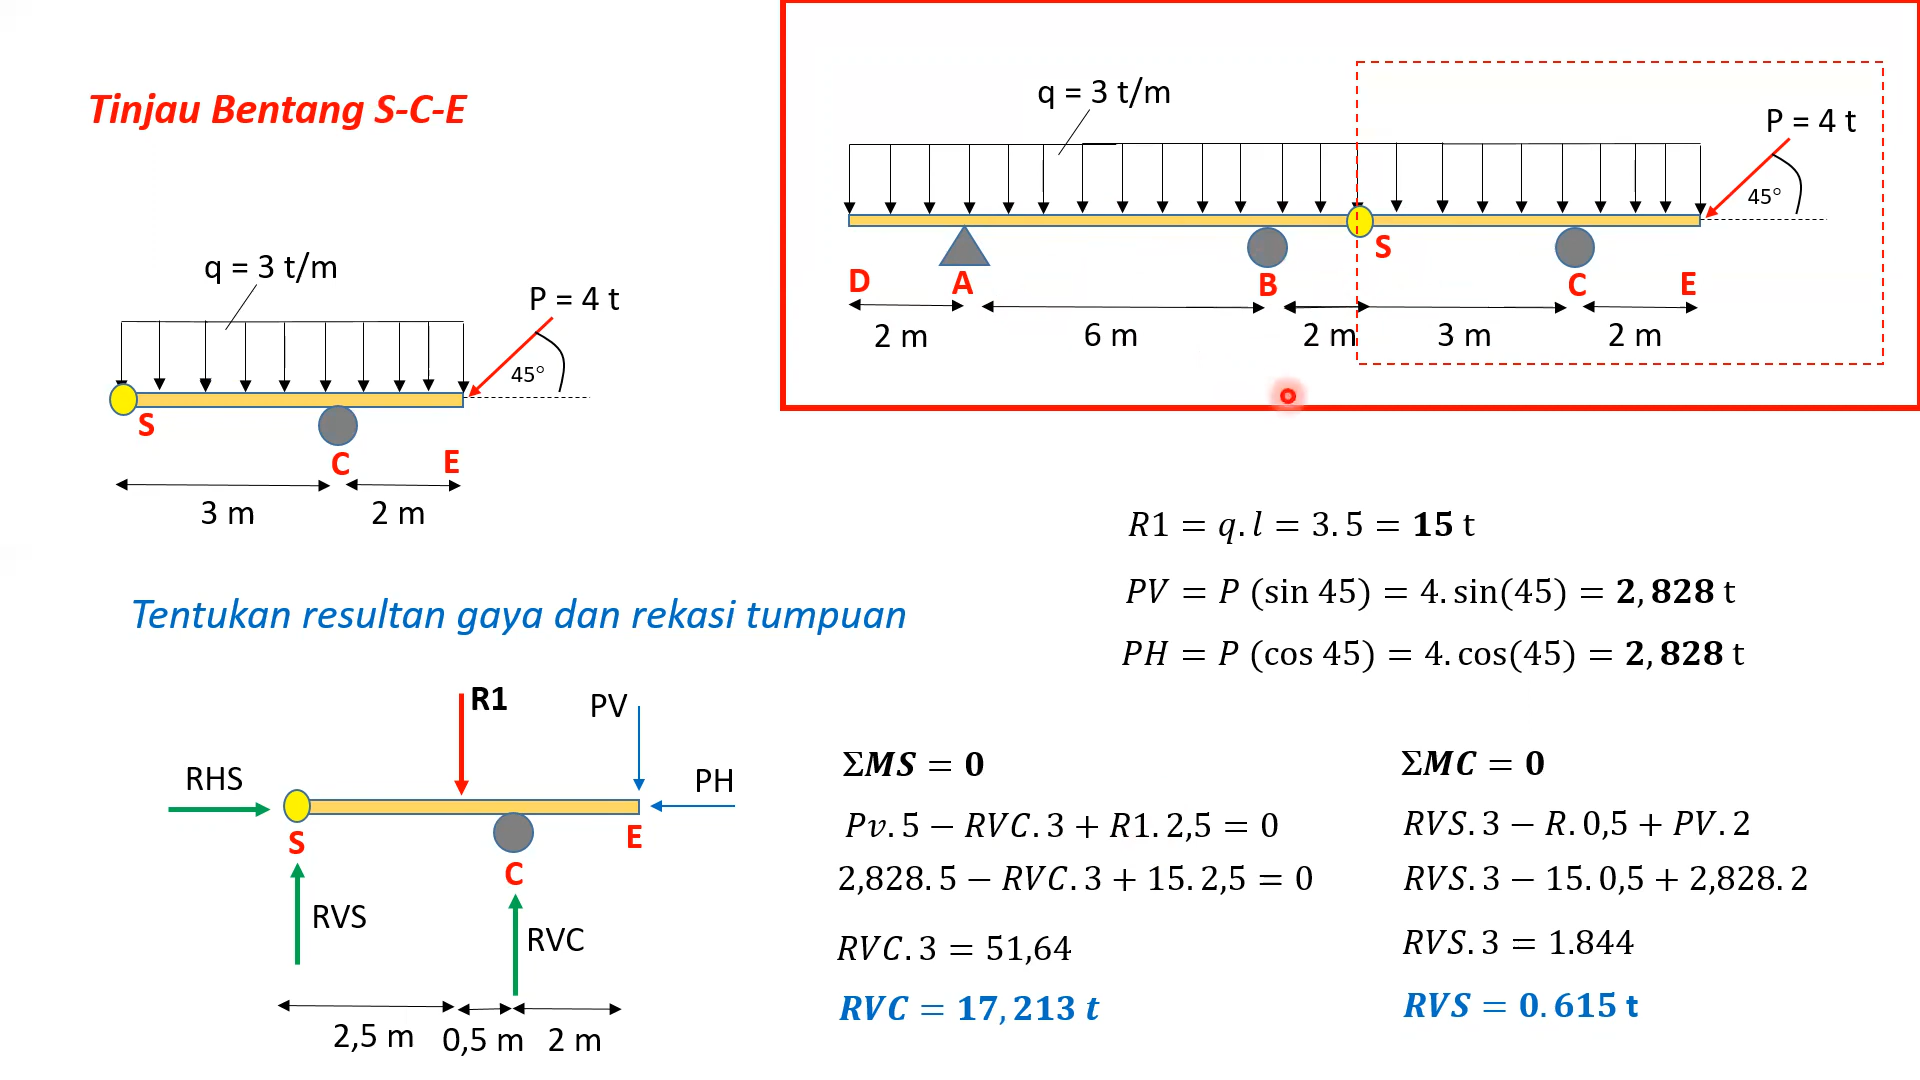 Tinjau Bentang S-C-E
q = 3 t/m
P = 4 t
45°
S
C
E
3 m
2 m
q = 3 t/m
P = 4 t
45°
S
D
A
B
C
E
2 m
6 m
2 m
3 m
2 m
Tentukan resultan gaya dan rekasi tumpuan
R1
PV
RHS
PH
S
E
C
RVS
RVC
2,5 m
0,5 m
2 m
R1 = q.l = 3.5 = 15 t
PV = P (sin 45) = 4.sin(45) = 2,828 t
PH = P (cos 45) = 4.cos(45) = 2,828 t
ΣMS = 0
Pv.5 − RVC.3 + R1.2,5 = 0
2,828.5 − RVC.3 + 15.2,5 = 0
RVC.3 = 51,64
RVC = 17,213 t
ΣMC = 0
RVS.3 − R.0,5 + PV.2
RVS.3 − 15.0,5 + 2,828.2
RVS.3 = 1.844
RVS = 0.615 t